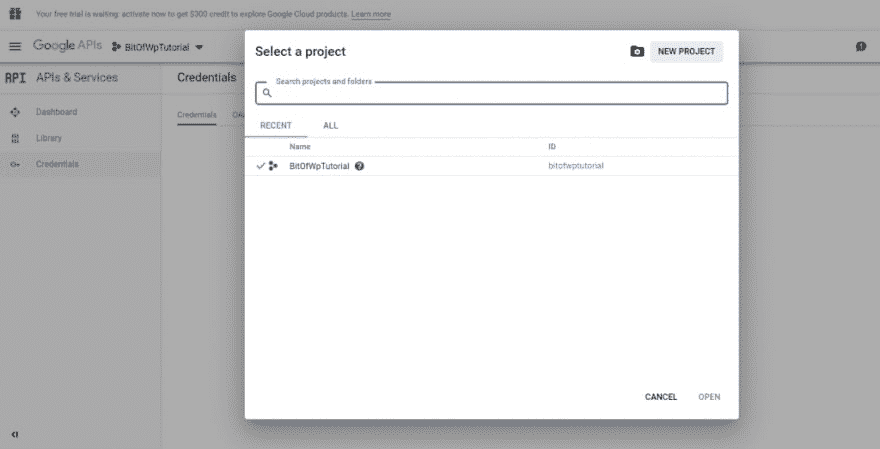 Your free trial is waiting: activate now to get $300 credit to explore Google Cloud products. Learn more
Google APIs BitOfWpTutorial
API APIs & Services
Credentials
Dashboard
Library
Credentials
Credentials
Select a project
NEW PROJECT
Search projects and folders
RECENT ALL
Name ID
BitOfWpTutorial bitofwptutorial
CANCEL OPEN